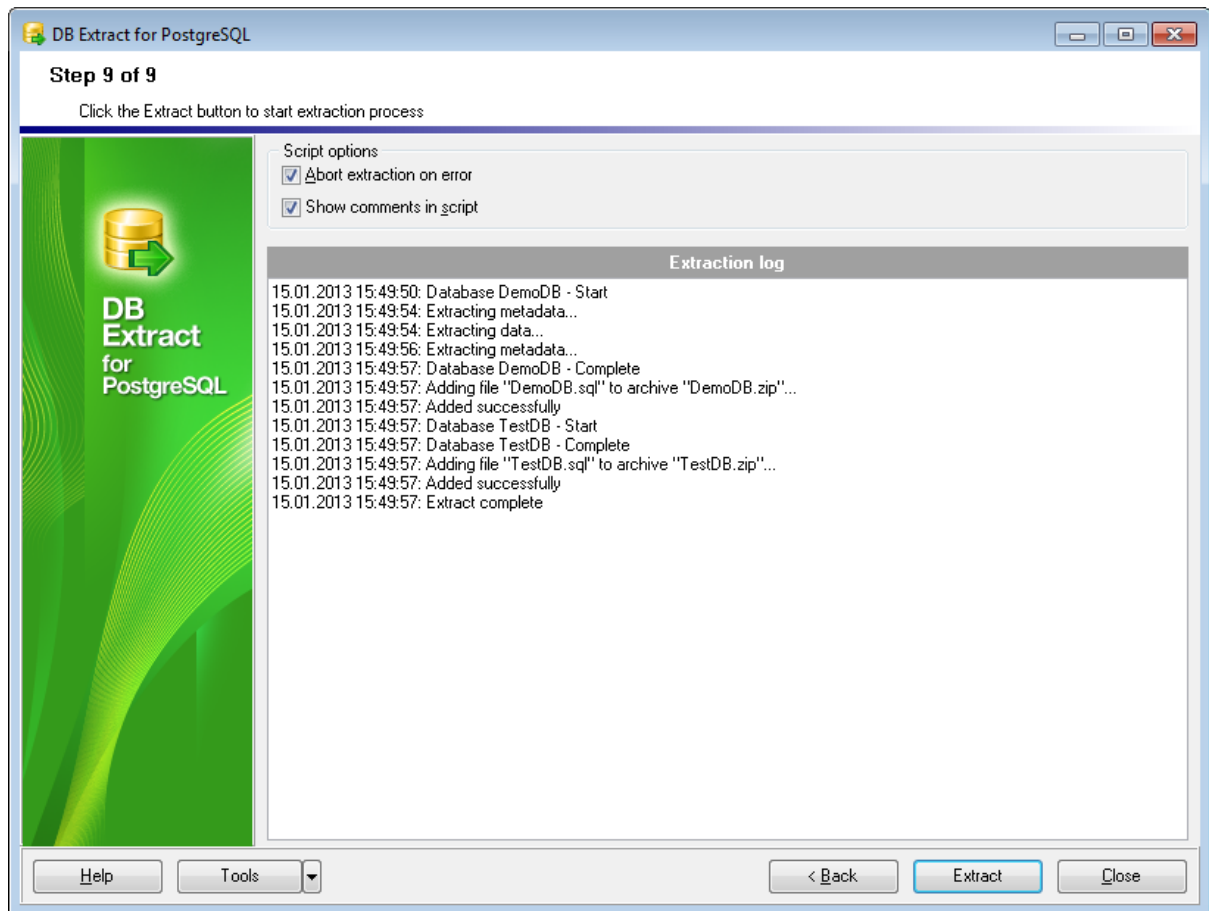 DB Extract for PostgreSQL
Step 9 of 9
Click the Extract button to start extraction process
DB
Extract
for
PostgreSQL
Script options
Abort extraction on error
Show comments in script
Extraction log
15.01.2013 15:49:50: Database DemoDB - Start
15.01.2013 15:49:54: Extracting metadata...
15.01.2013 15:49:54: Extracting data...
15.01.2013 15:49:56: Extracting metadata...
15.01.2013 15:49:57: Database DemoDB - Complete
15.01.2013 15:49:57: Adding file "DemoDB.sql" to archive "DemoDB.zip"...
15.01.2013 15:49:57: Added successfully
15.01.2013 15:49:57: Database TestDB - Start
15.01.2013 15:49:57: Database TestDB - Complete
15.01.2013 15:49:57: Adding file "TestDB.sql" to archive "TestDB.zip"...
15.01.2013 15:49:57: Added successfully
15.01.2013 15:49:57: Extract complete
Help Tools < Back Extract Close